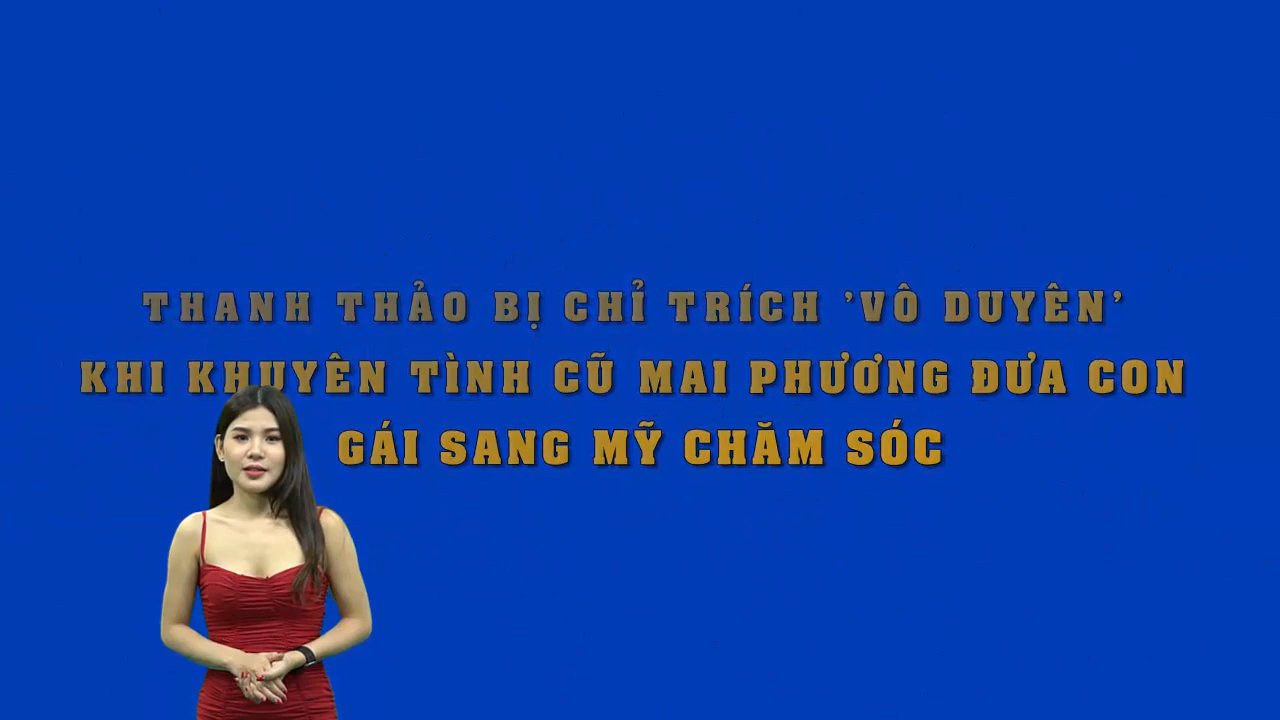 THANH THẢO BỊ CHỈ TRÍCH 'VÔ DUYÊN'
KHI KHUYÊN TÌNH CŨ MAI PHƯƠNG ĐƯA CON
GÁI SANG MỸ CHĂM SÓC